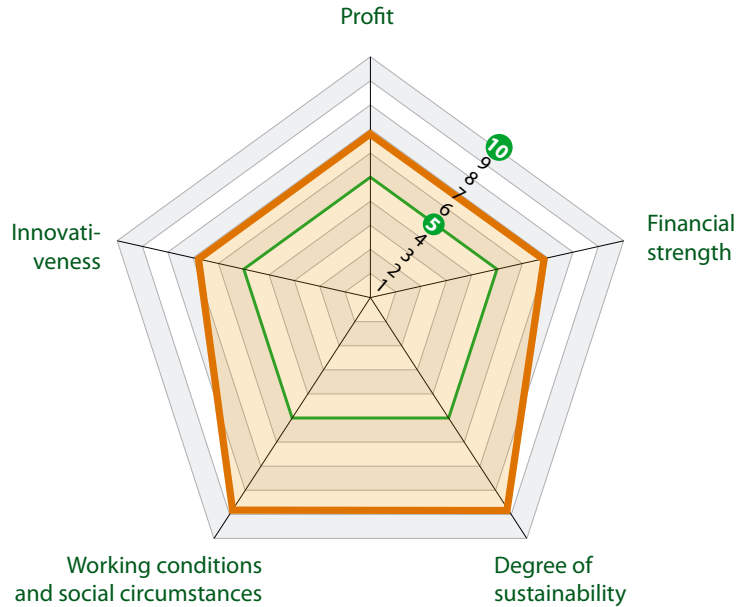 Profit
10
9
8
7
6
5
4
3
2
1
Financial
strength
Innovati-
veness
Working conditions
and social circumstances
Degree of
sustainability